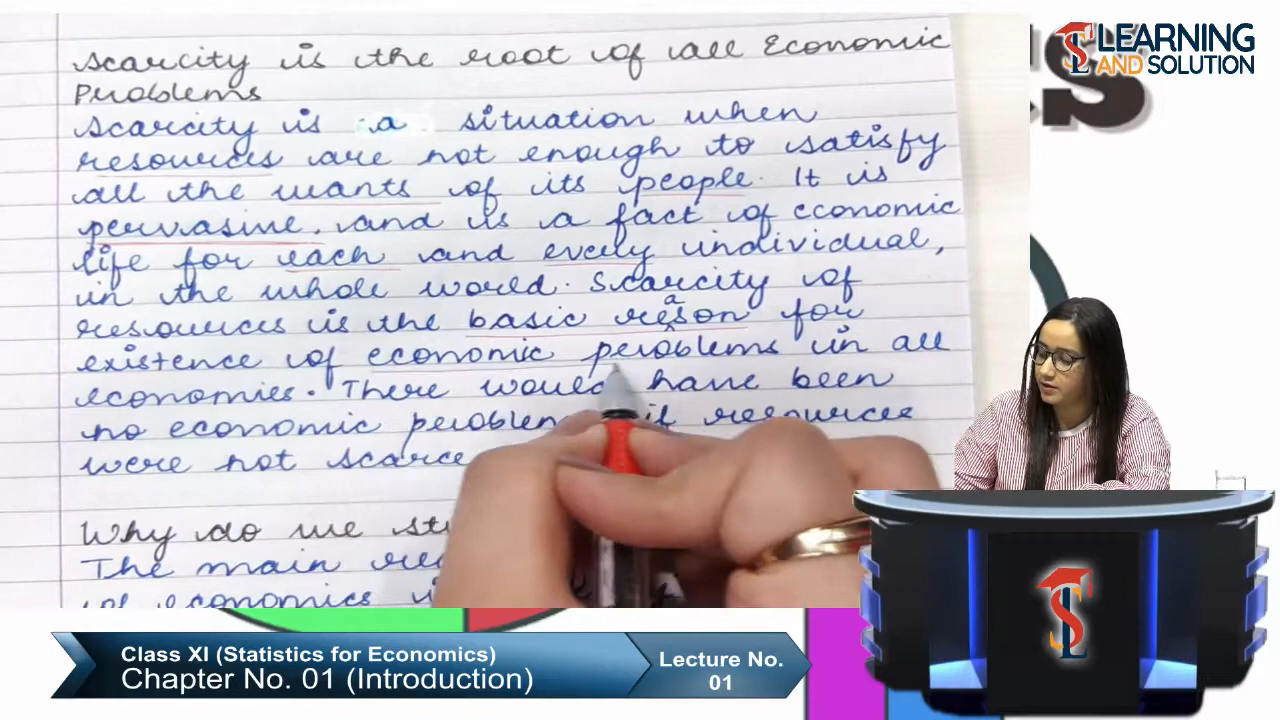 Scarcity is the root of all Economic
Problems
Scarcity is a situation when
resources are not enough to satisfy
all the wants of its people. It is
pervasive, and is a fact of economic
life for each and every individual,
in the whole world. Scarcity of
resources is the basic reason for
existence of economic problems in all
economies. There would have been
no economic problem if resources
were not scarce
Why do we
The main
of economics
LEARNING
AND SOLUTION
CS
Class XI (Statistics for Economics)
Chapter No. 01 (Introduction)
Lecture No.
01